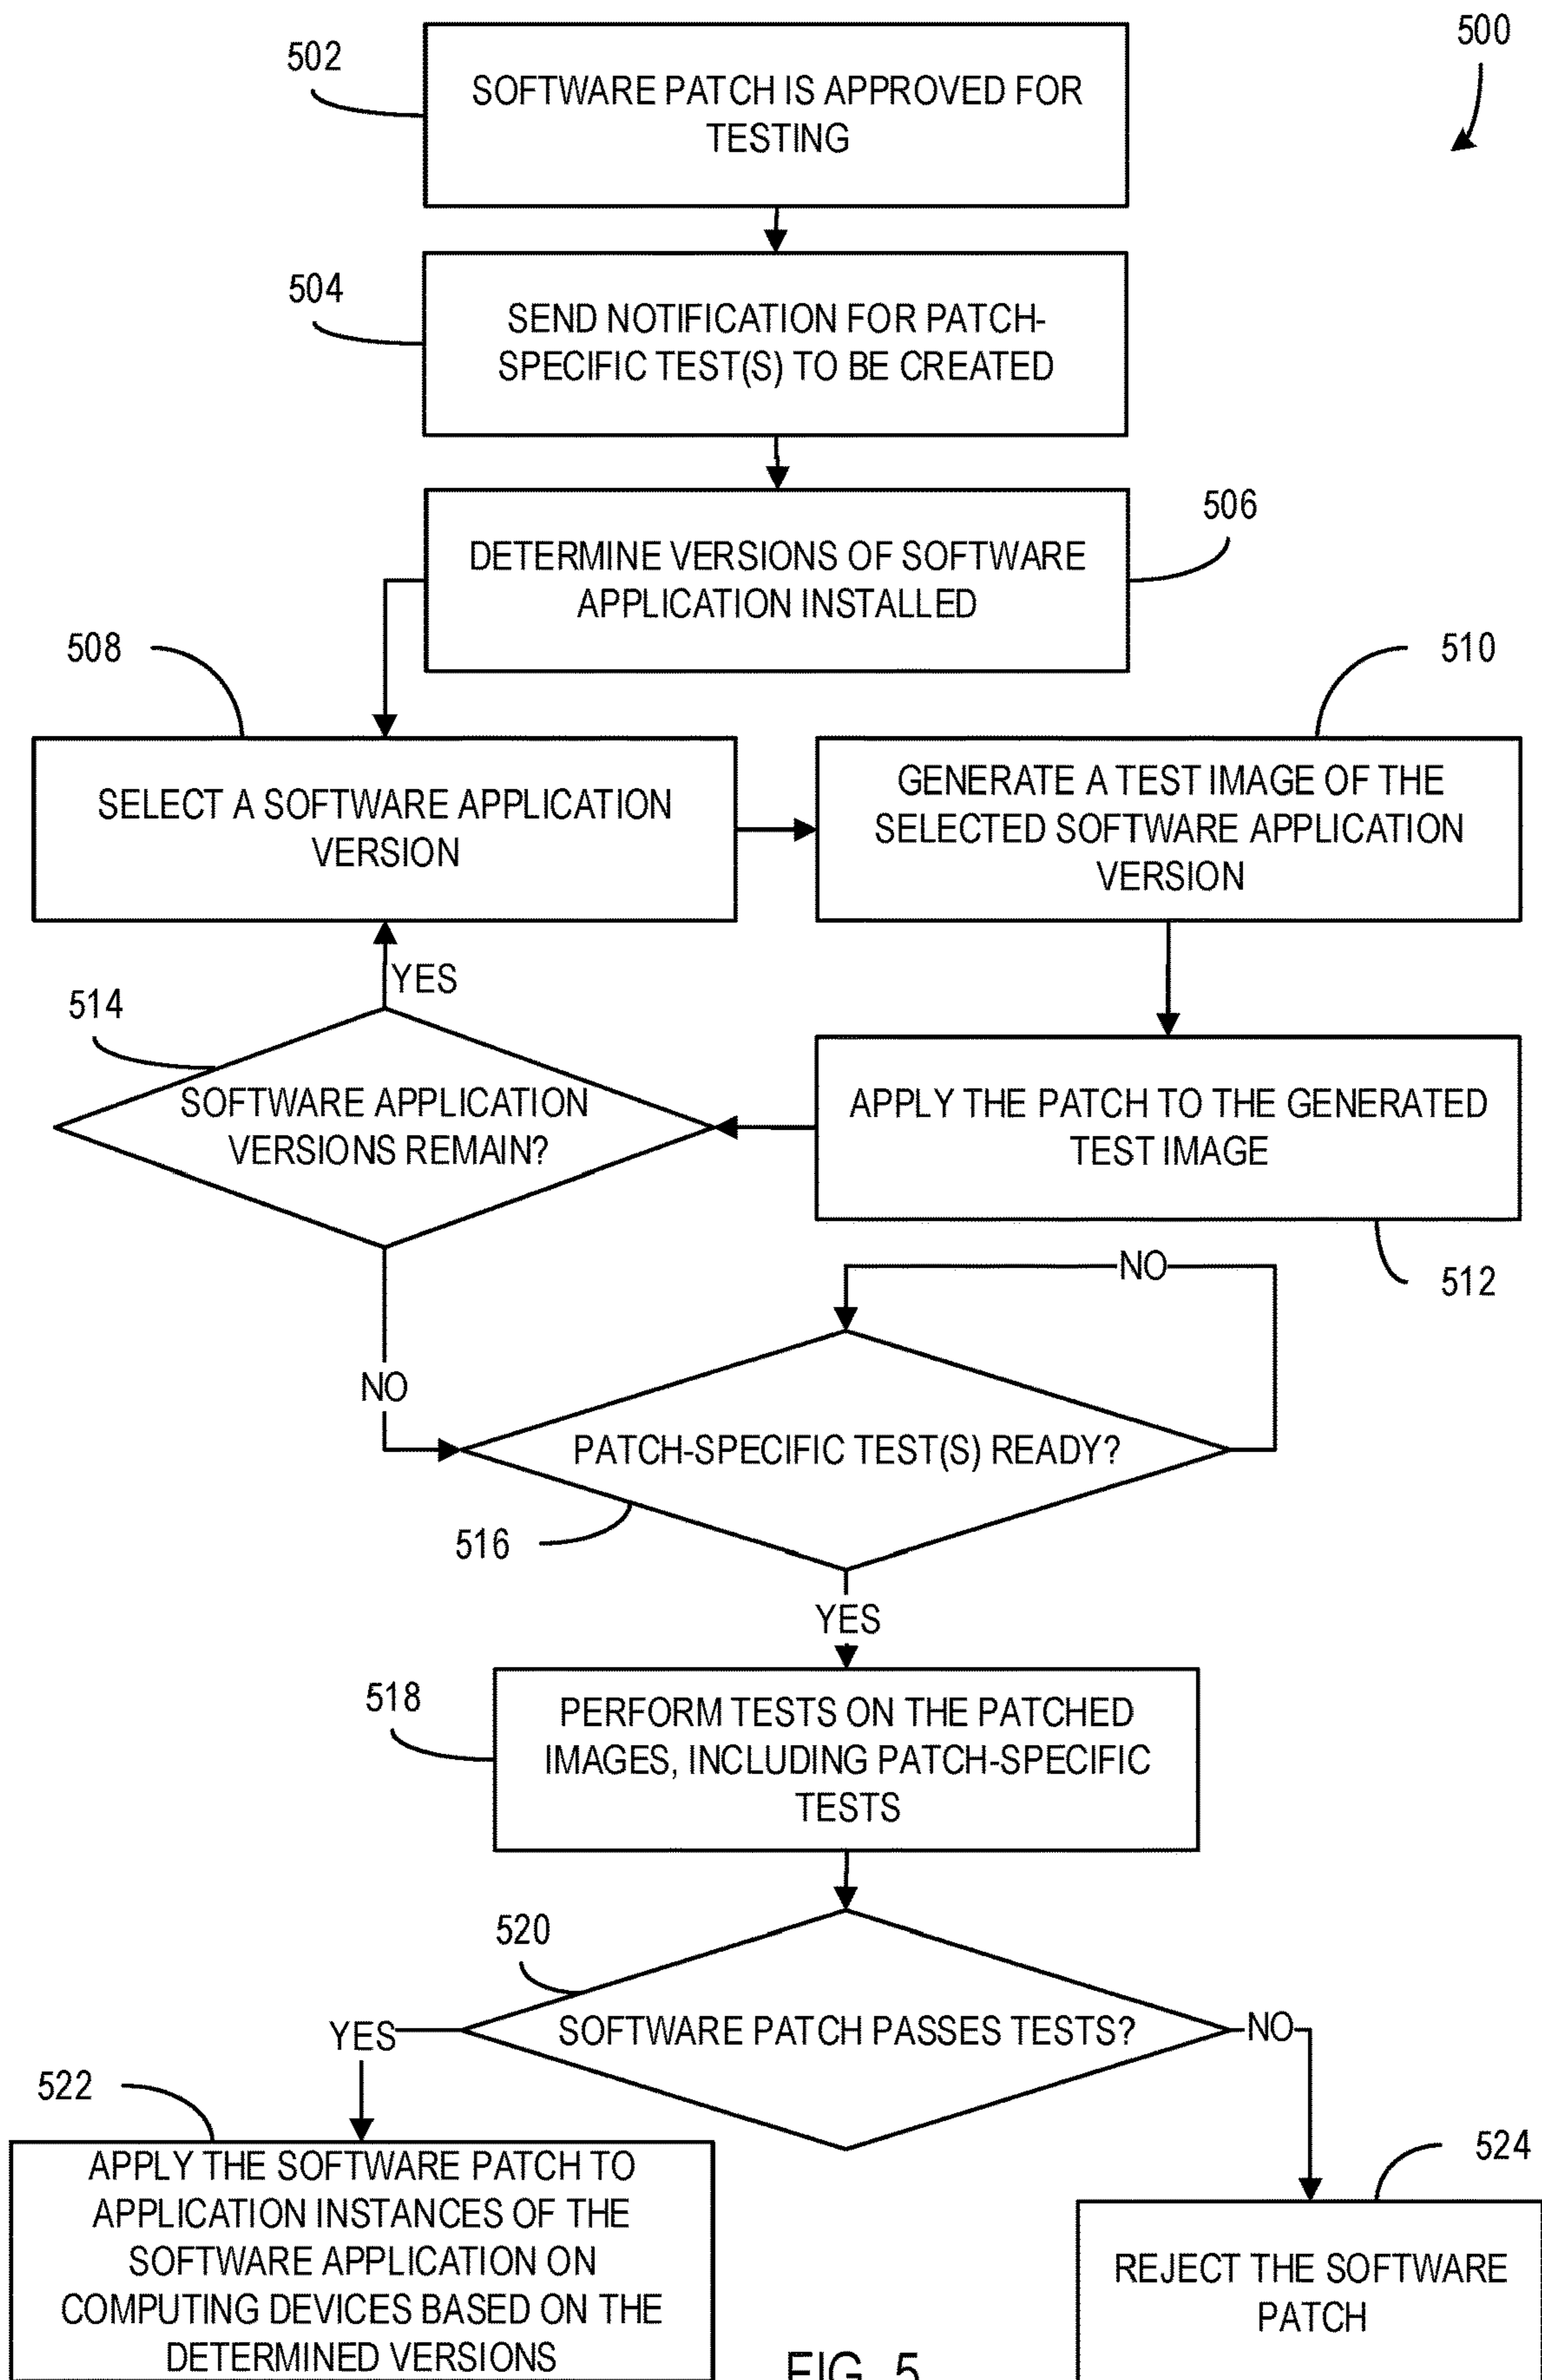 500
502
SOFTWARE PATCH IS APPROVED FOR
TESTING
504
SEND NOTIFICATION FOR PATCH-
SPECIFIC TEST(S) TO BE CREATED
506
DETERMINE VERSIONS OF SOFTWARE
APPLICATION INSTALLED
508
SELECT A SOFTWARE APPLICATION
VERSION
510
GENERATE A TEST IMAGE OF THE
SELECTED SOFTWARE APPLICATION
VERSION
YES
514
SOFTWARE APPLICATION
VERSIONS REMAIN?
APPLY THE PATCH TO THE GENERATED
TEST IMAGE
512
NO
NO
PATCH-SPECIFIC TEST(S) READY?
516
YES
518
PERFORM TESTS ON THE PATCHED
IMAGES, INCLUDING PATCH-SPECIFIC
TESTS
520
SOFTWARE PATCH PASSES TESTS?
YES
NO
522
APPLY THE SOFTWARE PATCH TO
APPLICATION INSTANCES OF THE
SOFTWARE APPLICATION ON
COMPUTING DEVICES BASED ON THE
DETERMINED VERSIONS
524
REJECT THE SOFTWARE
PATCH
FIG. 5